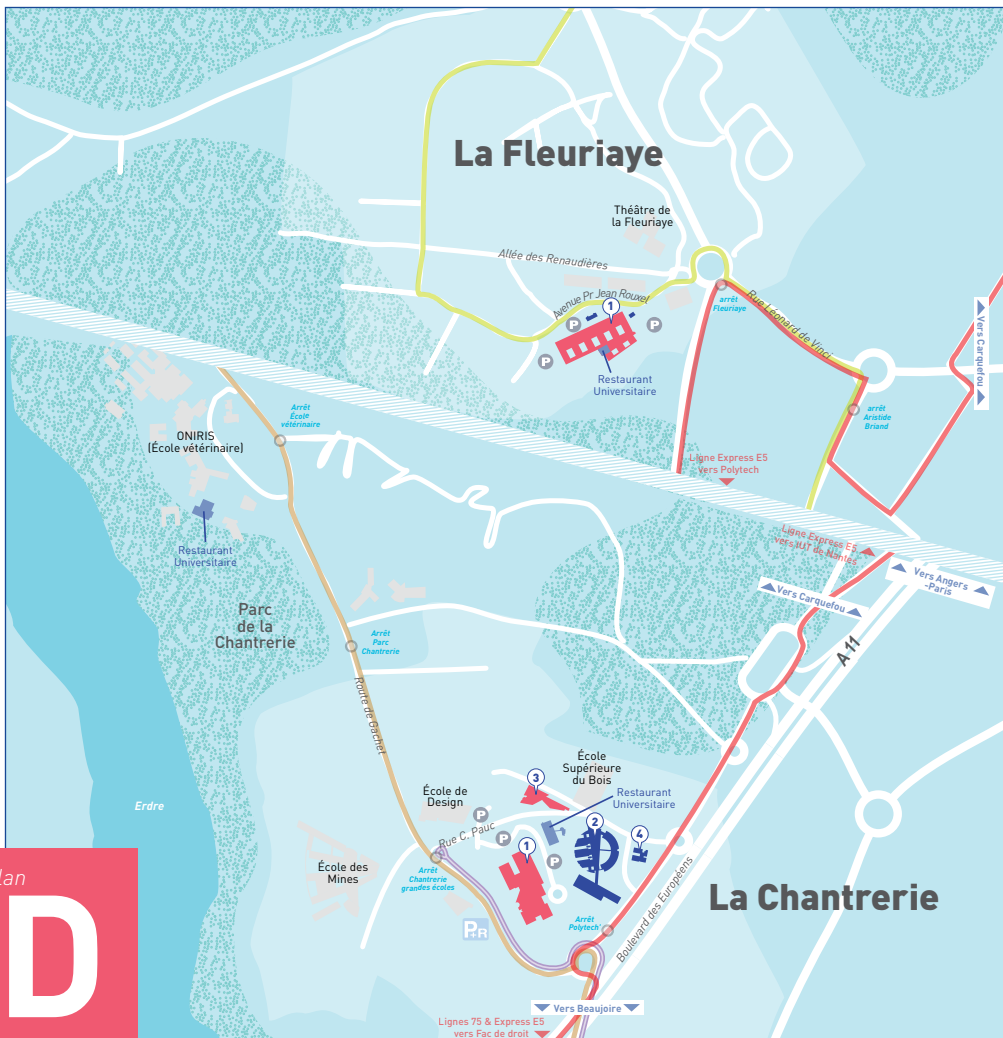 La Fleuriaye
Théâtre de
la Fleuriaye
Allée des Renaudières
Avenue Pr Jean Rouxel
1
P
P
P
Restaurant
Universitaire
arrêt
Fleuriaye
Rue Léonard de Vinci
Vers Carquefou
arrêt
Aristide
Briand
Arrêt
École
vétérinaire
ONIRIS
(École vétérinaire)
Restaurant
Universitaire
Ligne Express E5
vers Polytech
Ligne Express E5
vers IUT de Nantes
Vers Angers
-Paris
Vers Carquefou
A 11
Parc
de la
Chantrerie
Arrêt
Parc
Chantrerie
Route de Gachet
École
Supérieure
du Bois
3
Restaurant
Universitaire
École de
Design
P
P
P
Rue C. Pauc
1
2
4
Erdre
École des
Mines
Arrêt
Chantrerie
grandes écoles
P+R
Arrêt
Polytech'
Boulevard des Européens
La Chantrerie
Vers Beaujoire
Lignes 75 & Express E5
vers Fac de droit
lan
D